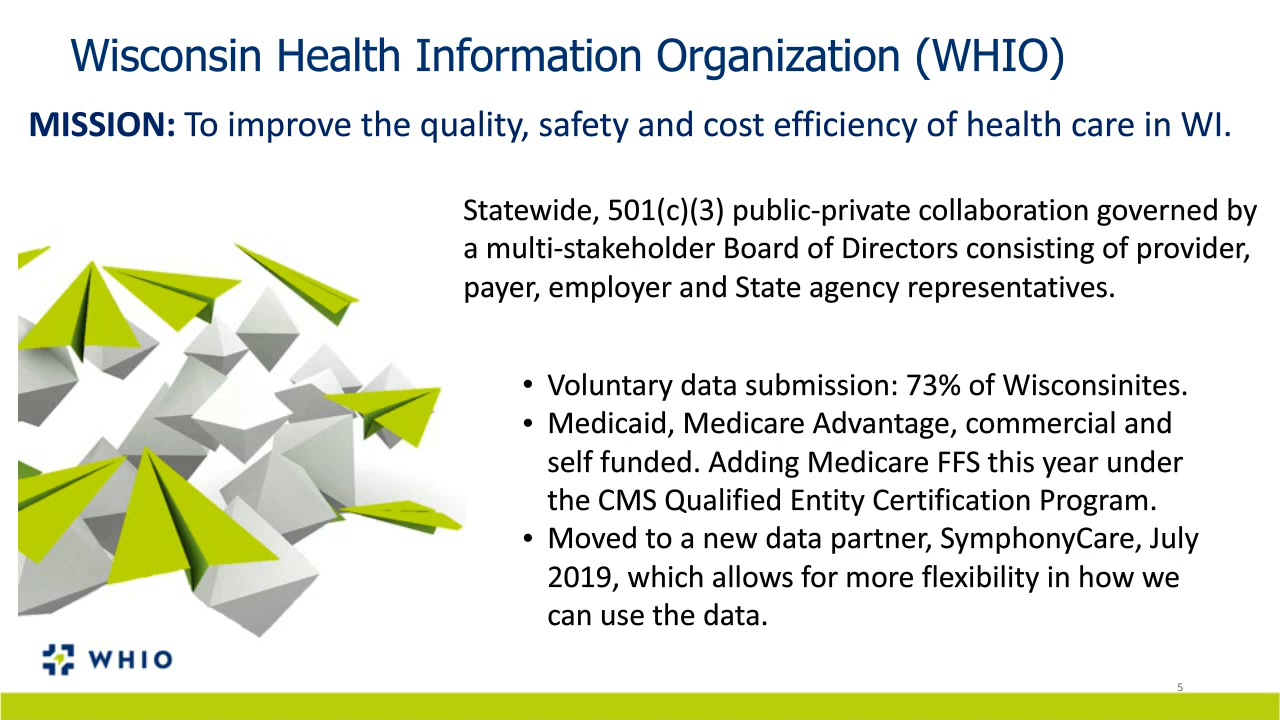 Wisconsin Health Information Organization (WHIO)
MISSION: To improve the quality, safety and cost efficiency of health care in WI.
Statewide, 501(c)(3) public-private collaboration governed by
a multi-stakeholder Board of Directors consisting of provider,
payer, employer and State agency representatives.
• Voluntary data submission: 73% of Wisconsinites.
• Medicaid, Medicare Advantage, commercial and
self funded. Adding Medicare FFS this year under
the CMS Qualified Entity Certification Program.
• Moved to a new data partner, SymphonyCare, July
2019, which allows for more flexibility in how we
can use the data.
WHIO
5